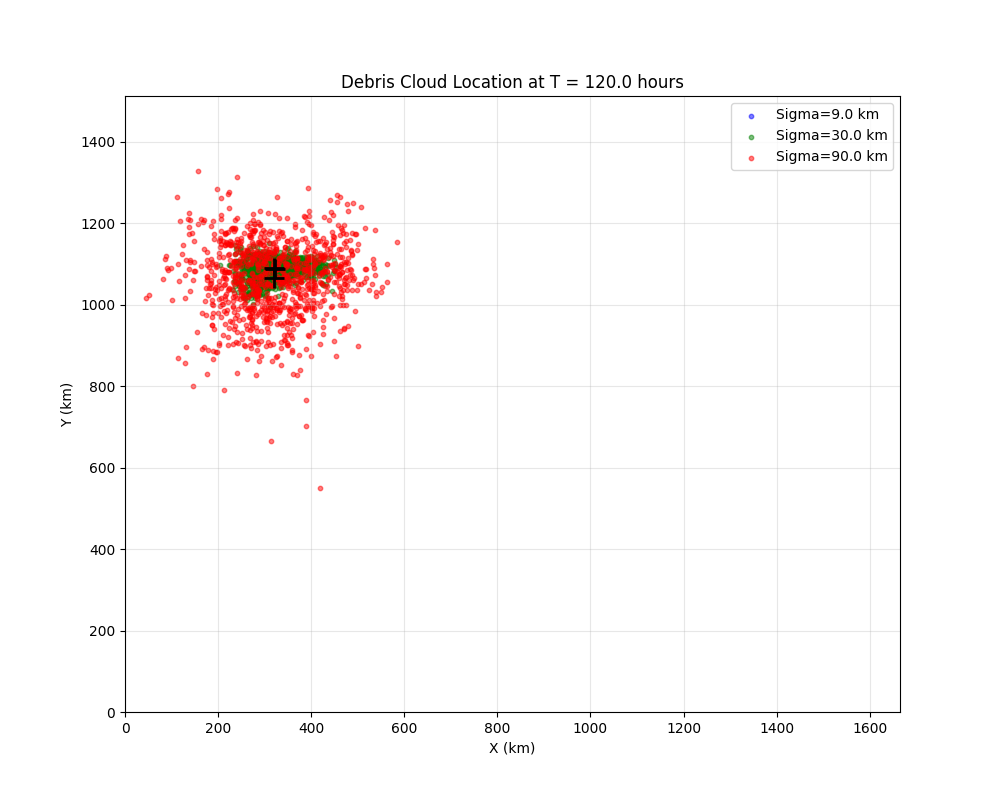 Debris Cloud Location at T = 120.0 hours
Sigma=9.0 km
Sigma=30.0 km
Sigma=90.0 km
1400
1200
1000
800
600
400
200
0
Y (km)
0 200 400 600 800 1000 1200 1400 1600
X (km)